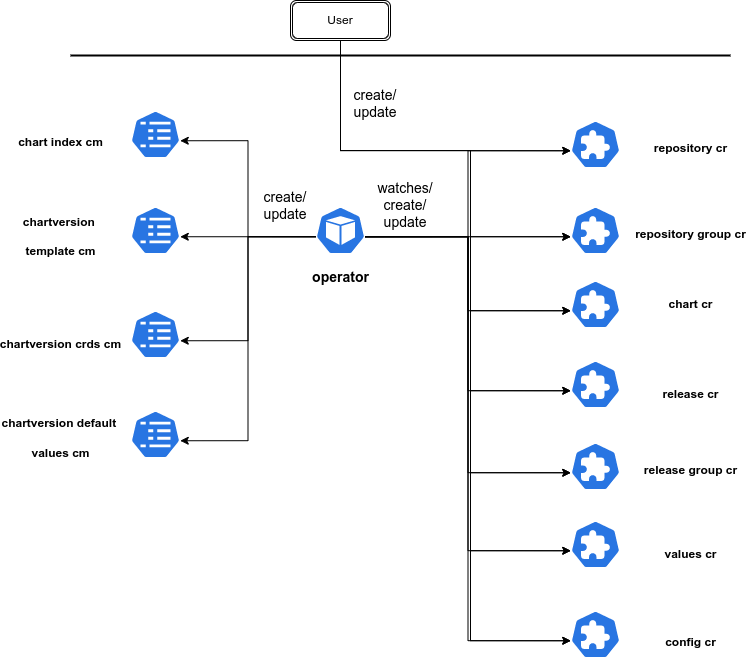 User
create/
update
chart index cm
repository cr
watches/
create/
update
create/
update
chartversion
template cm
repository group cr
operator
chart cr
chartversion crds cm
release cr
chartversion default
values cm
release group cr
values cr
config cr